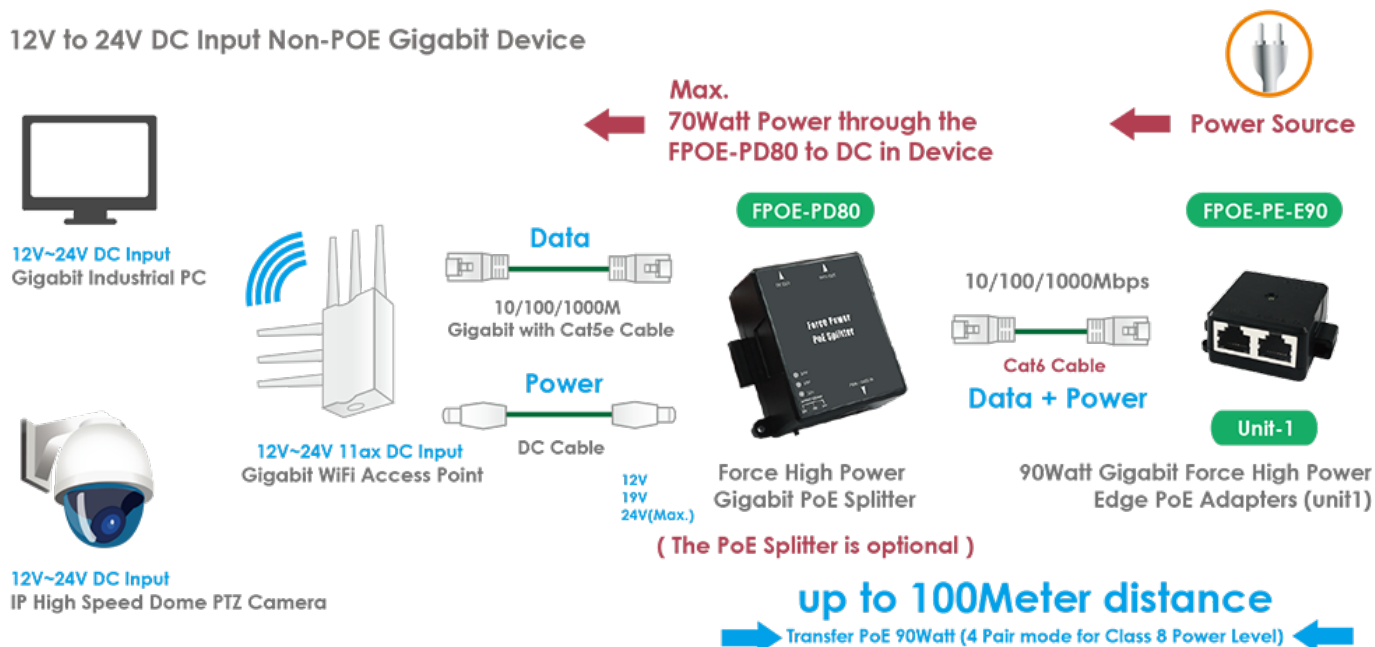 12V to 24V DC Input Non-POE Gigabit Device
Max.
70Watt Power through the
FPOE-PD80 to DC in Device
Power Source
12V~24V DC Input
Gigabit Industrial PC
Data
10/100/1000M
Gigabit with Cat5e Cable
Power
DC Cable
12V~24V 11ax DC Input
Gigabit WiFi Access Point
12V~24V DC Input
IP High Speed Dome PTZ Camera
FPOE-PD80
Force Power
PoE Splitter
12V
19V
24V(Max.)
Force High Power
Gigabit PoE Splitter
( The PoE Splitter is optional )
10/100/1000Mbps
Cat6 Cable
Data + Power
FPOE-PE-E90
Unit-1
90Watt Gigabit Force High Power
Edge PoE Adapters (unit1)
up to 100Meter distance
Transfer PoE 90Watt (4 Pair mode for Class 8 Power Level)